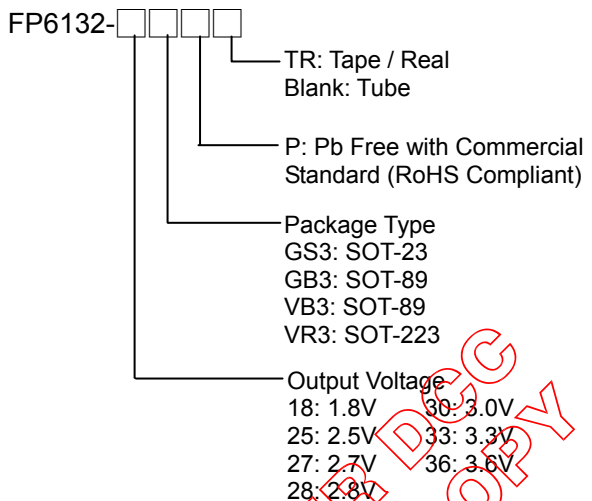 FP6132-
TR: Tape / Real
Blank: Tube
P: Pb Free with Commercial
Standard (RoHS Compliant)
Package Type
GS3: SOT-23
GB3: SOT-89
VB3: SOT-89
VR3: SOT-223
Output Voltage
18: 1.8V 30: 3.0V
25: 2.5V 33: 3.3V
27: 2.7V 36: 3.6V
28: 2.8V
R DCC
OPY